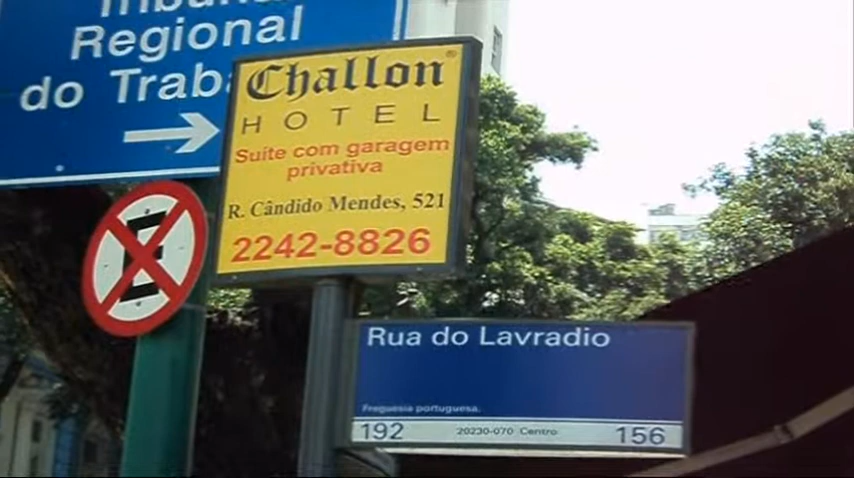 Tribunal
Regional
do Traba
Challon®
HOTEL
Suite com garagem
privativa
R. Cândido Mendes, 521
2242-8826
E
Rua do Lavradio
Freguesia portuguesa.
192 20230-070 Centro 156